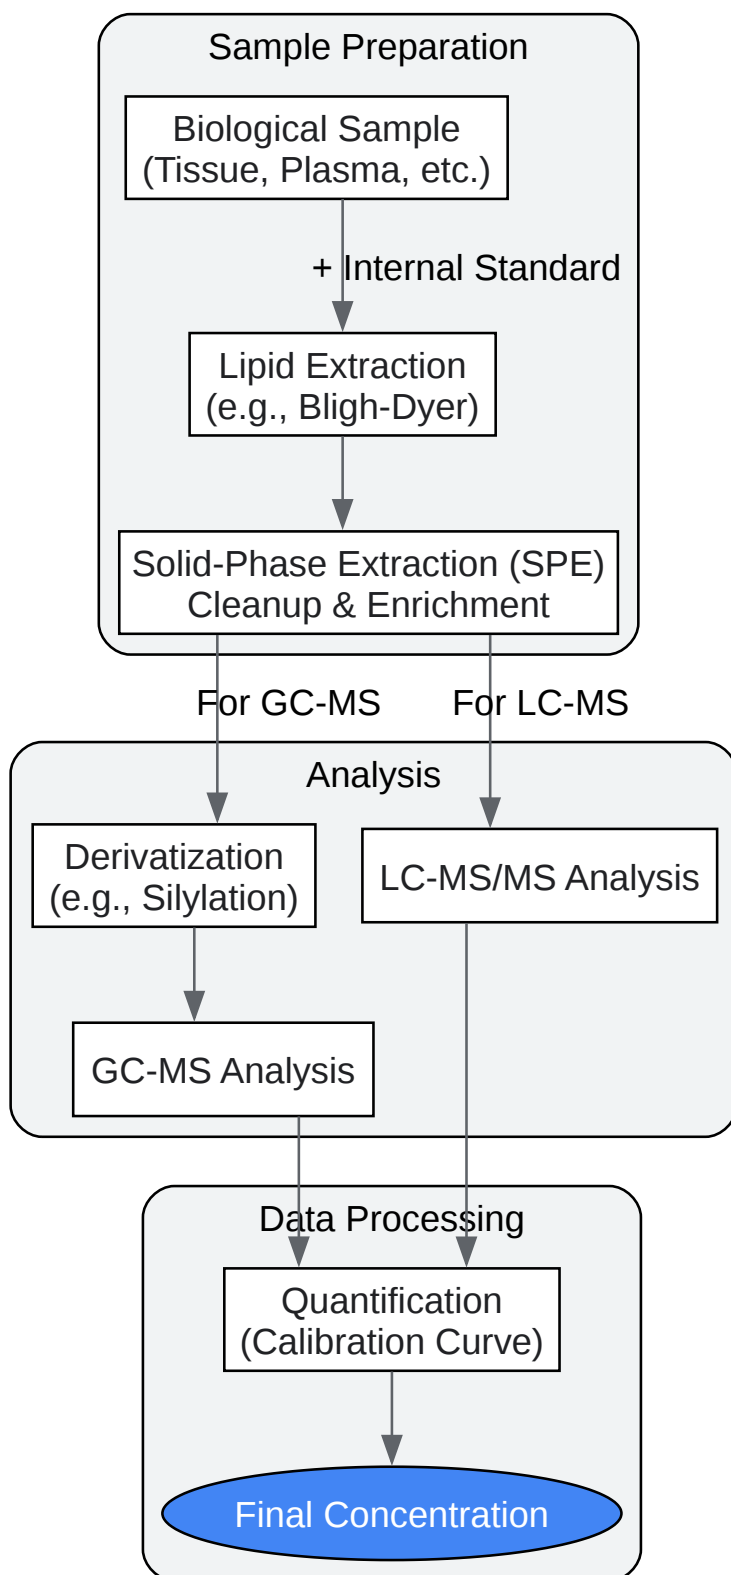 Sample Preparation
Biological Sample
(Tissue, Plasma, etc.)
+ Internal Standard
Lipid Extraction
(e.g., Bligh-Dyer)
Solid-Phase Extraction (SPE)
Cleanup & Enrichment
For GC-MS
For LC-MS
Analysis
Derivatization
(e.g., Silylation)
LC-MS/MS Analysis
GC-MS Analysis
Data Processing
Quantification
(Calibration Curve)
Final Concentration